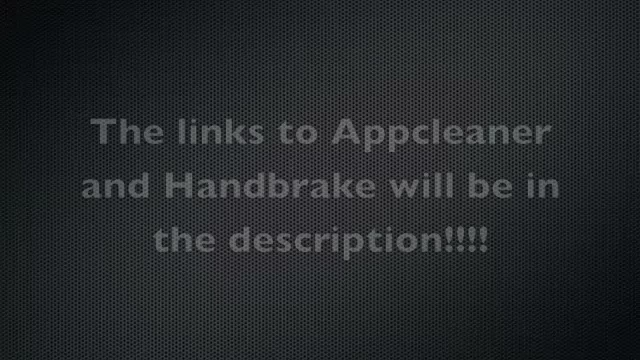 The links to Appcleaner
and Handbrake will be in
the description!!!!